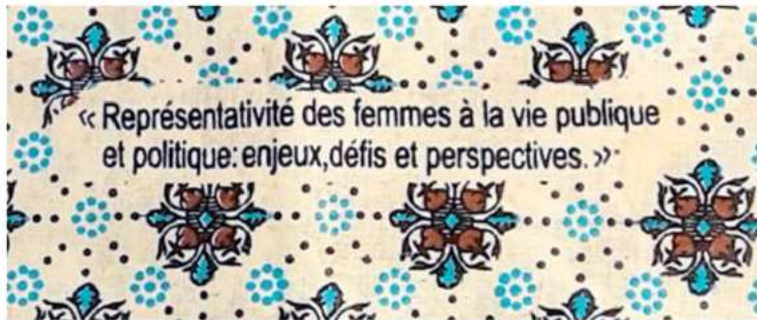 « Représentativité des femmes à la vie publique
et politique: enjeux,défis et perspectives. »